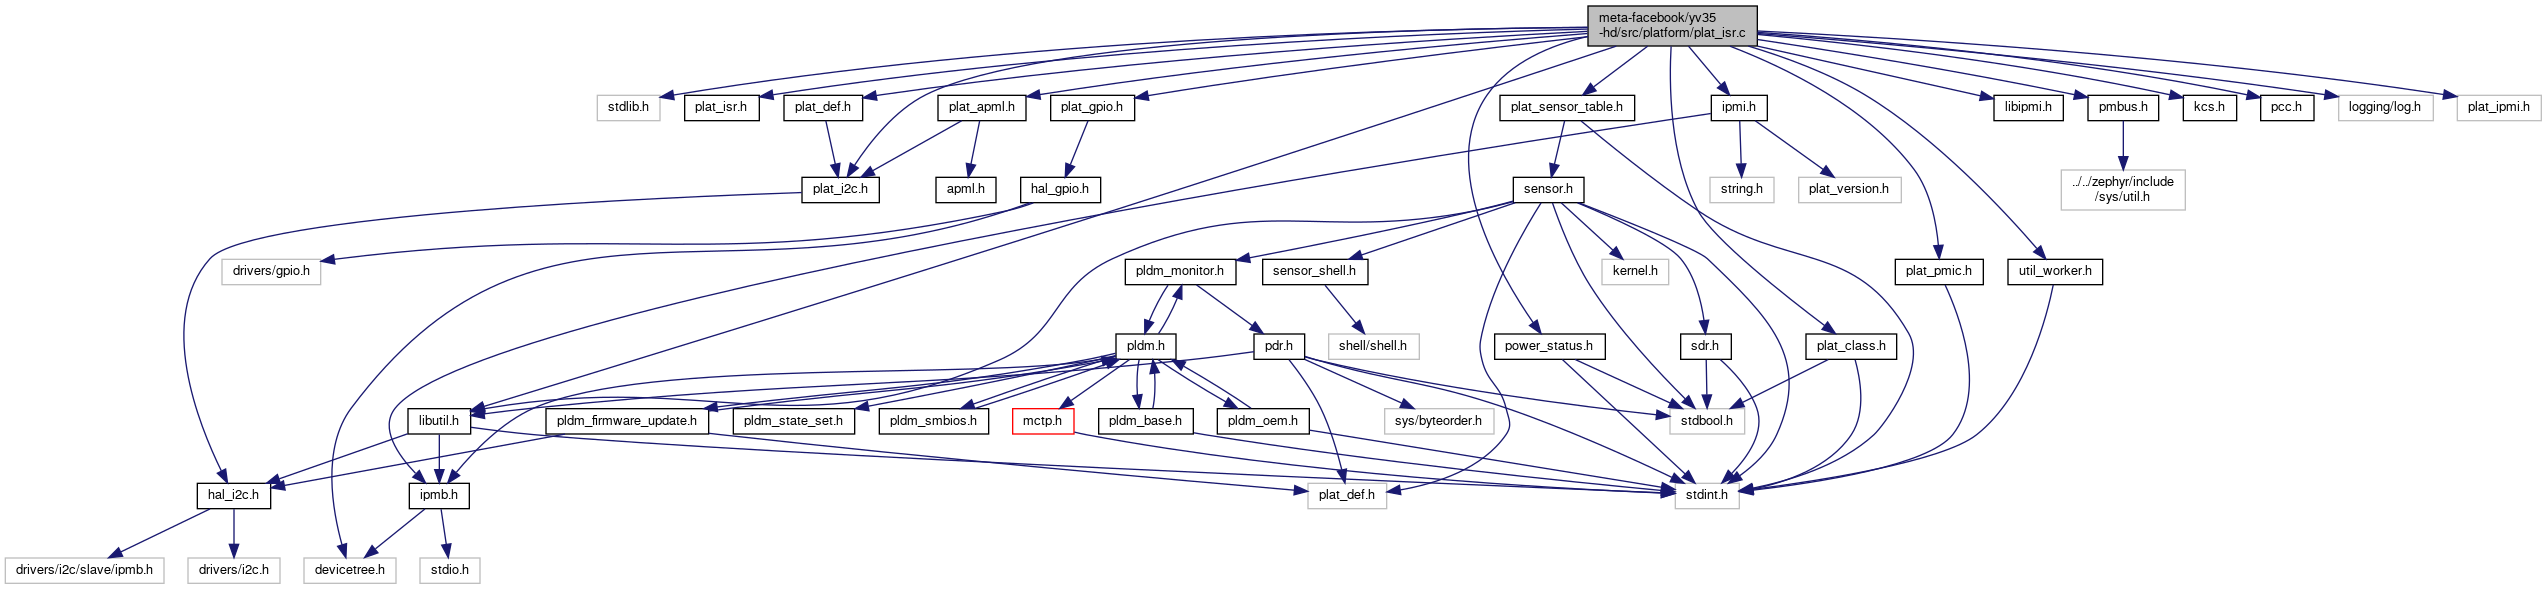 meta-facebook/yv35
-hd/src/platform/plat_isr.c
stdlib.h
plat_isr.h
plat_def.h
plat_apml.h
plat_gpio.h
plat_sensor_table.h
ipmi.h
libipmi.h
pmbus.h
kcs.h
pcc.h
logging/log.h
plat_ipmi.h
plat_i2c.h
apml.h
hal_gpio.h
sensor.h
string.h
plat_version.h
../../zephyr/include
/sys/util.h
drivers/gpio.h
pldm_monitor.h
sensor_shell.h
kernel.h
plat_pmic.h
util_worker.h
pldm.h
pdr.h
shell/shell.h
power_status.h
sdr.h
plat_class.h
libutil.h
pldm_firmware_update.h
pldm_state_set.h
pldm_smbios.h
mctp.h
pldm_base.h
pldm_oem.h
sys/byteorder.h
stdbool.h
hal_i2c.h
ipmb.h
plat_def.h
stdint.h
drivers/i2c/slave/ipmb.h
drivers/i2c.h
devicetree.h
stdio.h